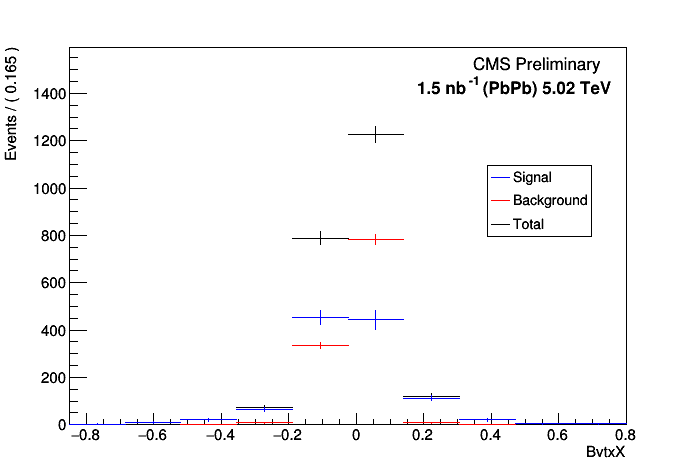 CMS Preliminary
1.5 nb⁻¹ (PbPb) 5.02 TeV
Events / ( 0.165 )
1400
1200
1000
800
600
400
200
0
Signal
Background
Total
−0.8 −0.6 −0.4 −0.2 0 0.2 0.4 0.6 0.8
BvtxX